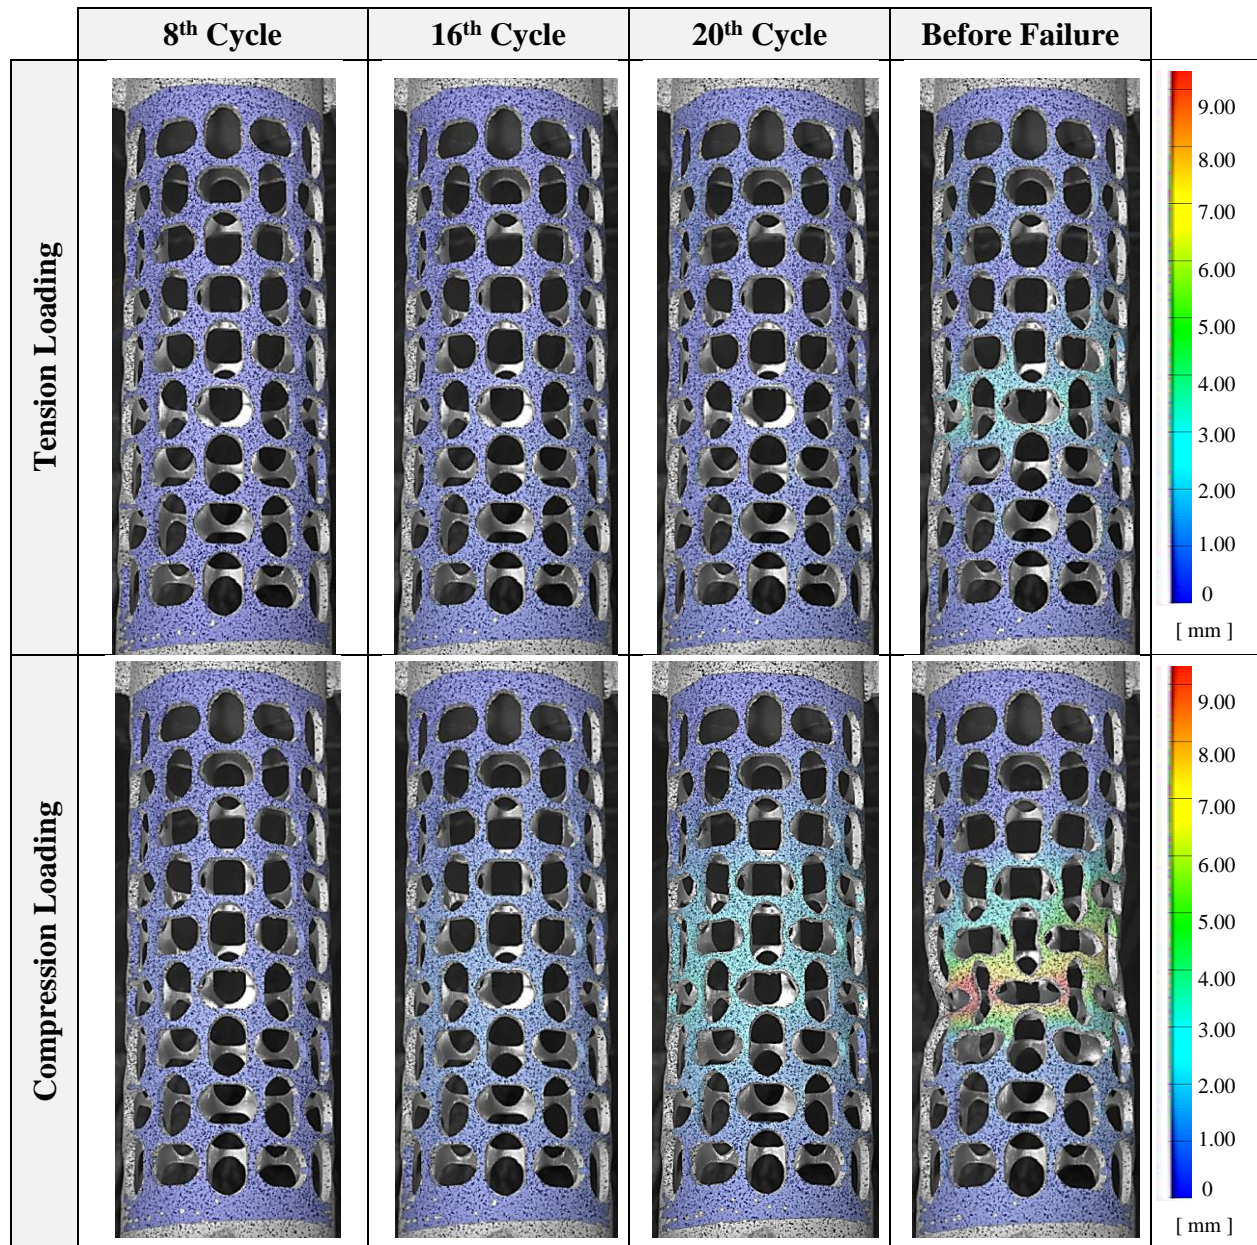 8th Cycle
16th Cycle
20th Cycle
Before Failure
Tension Loading
9.00
8.00
7.00
6.00
5.00
4.00
3.00
2.00
1.00
0
[ mm ]
Compression Loading
9.00
8.00
7.00
6.00
5.00
4.00
3.00
2.00
1.00
0
[ mm ]